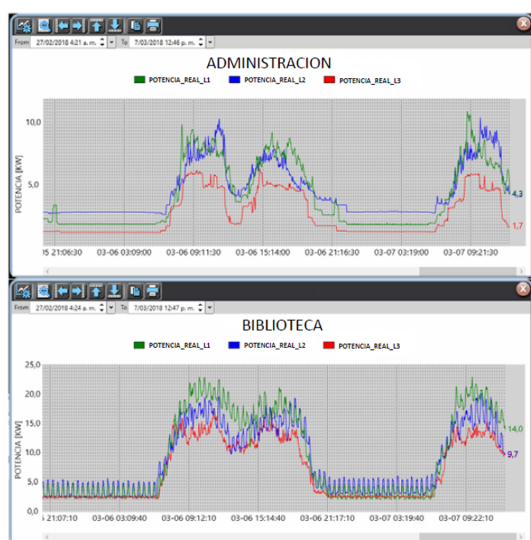 From 27/02/2018 4:21 a. m. To 7/03/2018 12:46 p. m.
ADMINISTRACION
POTENCIA_REAL_L1 POTENCIA_REAL_L2 POTENCIA_REAL_L3
POTENCIA [KW]
10,0
5,0
4,3
1,7
05 21:06:30 03-06 03:09:00 03-06 09:11:30 03-06 15:14:00 03-06 21:16:30 03-07 03:19:00 03-07 09:21:30
From 27/02/2018 4:24 a. m. To 7/03/2018 12:47 p. m.
BIBLIOTECA
POTENCIA_REAL_L1 POTENCIA_REAL_L2 POTENCIA_REAL_L3
POTENCIA [KW]
25,0
20,0
15,0
10,0
5,0
0,0
14,0
9,7
21:07:10 03-06 03:09:40 03-06 09:12:10 03-06 15:14:40 03-06 21:17:10 03-07 03:19:40 03-07 09:22:10